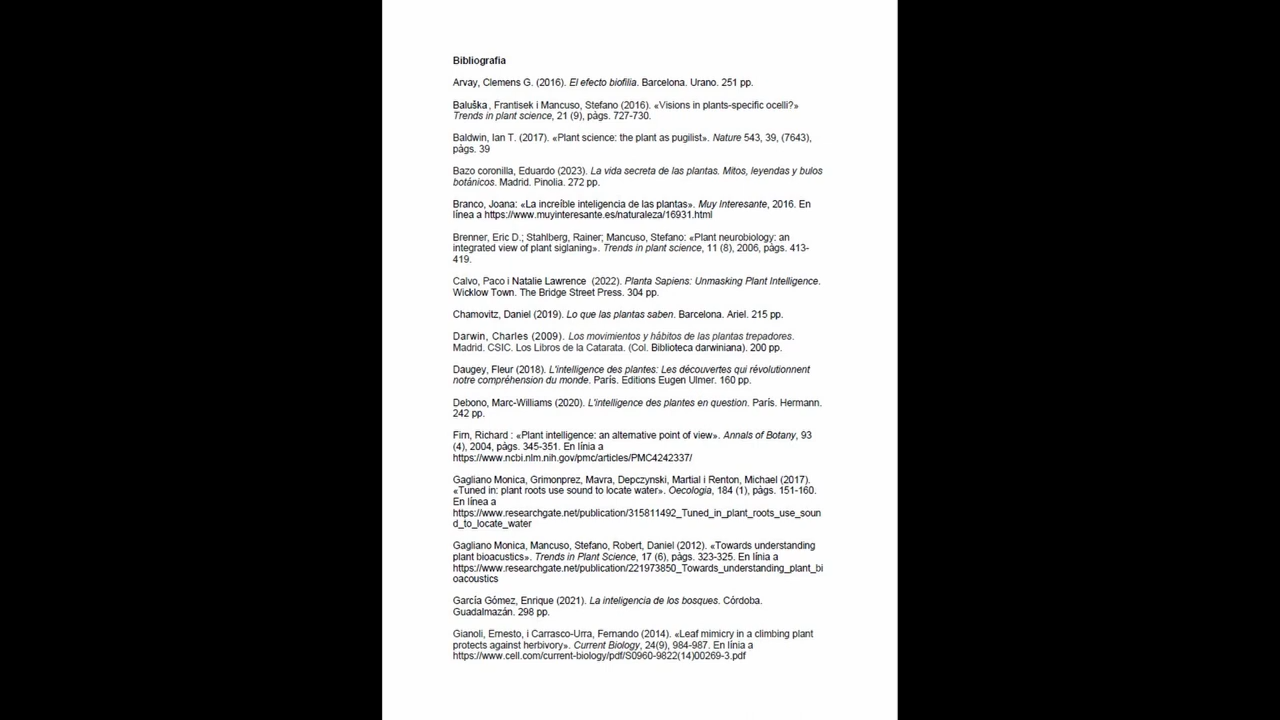 Bibliografia
Arvay, Clemens G. (2016). El efecto biofilia. Barcelona. Urano. 251 pp.
Baluška , Frantisek i Mancuso, Stefano (2016). «Visions in plants-specific ocelli?»
Trends in plant science, 21 (9), pàgs. 727-730.
Baldwin, Ian T. (2017). «Plant science: the plant as pugilist». Nature 543, 39, (7643),
pàgs. 39
Bazo coronilla, Eduardo (2023). La vida secreta de las plantas. Mitos, leyendas y bulos
botánicos. Madrid. Pinolia. 272 pp.
Branco, Joana: «La increíble inteligencia de las plantas». Muy Interesante, 2016. En
línea a https://www.muyinteresante.es/naturaleza/16931.html
Brenner, Eric D.; Stahlberg, Rainer; Mancuso, Stefano: «Plant neurobiology: an
integrated view of plant siglaning». Trends in plant science, 11 (8), 2006, pàgs. 413-
419.
Calvo, Paco i Natalie Lawrence (2022). Planta Sapiens: Unmasking Plant Intelligence.
Wicklow Town. The Bridge Street Press. 304 pp.
Chamovitz, Daniel (2019). Lo que las plantas saben. Barcelona. Ariel. 215 pp.
Darwin, Charles (2009). Los movimientos y hábitos de las plantas trepadores.
Madrid. CSIC. Los Libros de la Catarata. (Col. Biblioteca darwiniana). 200 pp.
Daugey, Fleur (2018). L'intelligence des plantes: Les découvertes qui révolutionnent
notre compréhension du monde. París. Editions Eugen Ulmer. 160 pp.
Debono, Marc-Williams (2020). L'intelligence des plantes en question. París. Hermann.
242 pp.
Firn, Richard : «Plant intelligence: an alternative point of view». Annals of Botany, 93
(4), 2004, pàgs. 345-351. En línia a
https://www.ncbi.nlm.nih.gov/pmc/articles/PMC4242337/
Gagliano Monica, Grimonprez, Mavra, Depczynski, Martial i Renton, Michael (2017).
«Tuned in: plant roots use sound to locate water». Oecologia, 184 (1), pàgs. 151-160.
En línea a
https://www.researchgate.net/publication/315811492_Tuned_in_plant_roots_use_soun
d_to_locate_water
Gagliano Monica, Mancuso, Stefano, Robert, Daniel (2012). «Towards understanding
plant bioacustics». Trends in Plant Science, 17 (6), pàgs. 323-325. En línia a
https://www.researchgate.net/publication/221973850_Towards_understanding_plant_bi
oacoustics
García Gómez, Enrique (2021). La inteligencia de los bosques. Córdoba.
Guadalmazán. 298 pp.
Gianoli, Ernesto, i Carrasco-Urra, Fernando (2014). «Leaf mimicry in a climbing plant
protects against herbivory». Current Biology, 24(9), 984-987. En línia a
https://www.cell.com/current-biology/pdf/S0960-9822(14)00269-3.pdf